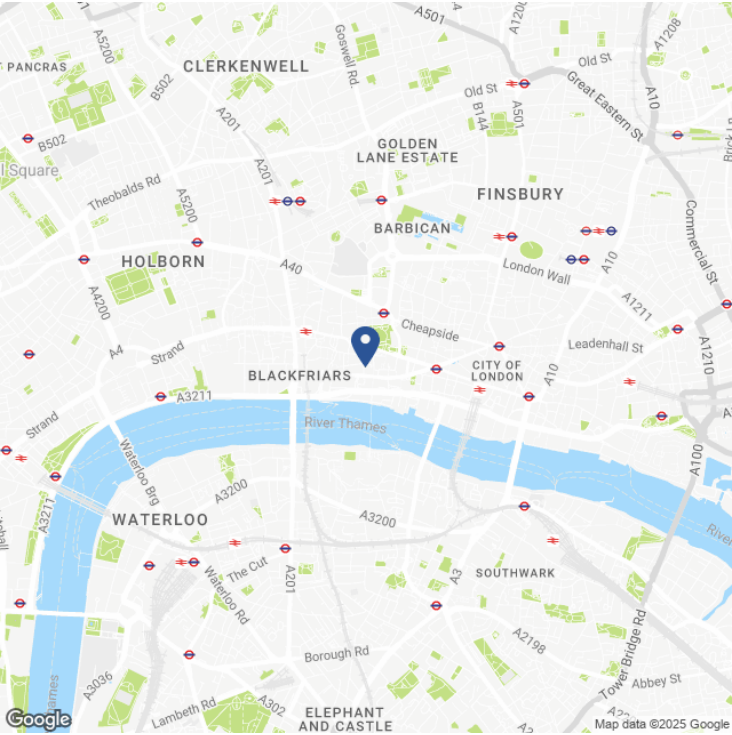 A501
A1200
A1208
A5200
PANCRAS
CLERKENWELL
Goswell Rd.
Old St
B502
Great Eastern St
A10
Old St
B144
A501
A201
B502
GOLDEN
LANE ESTATE
A201
l Square
Theobalds Rd
A5200
FINSBURY
BARBICAN
Commercial St
HOLBORN
A40
London Wall
A10
A4200
A1211
Cheapside
A4
Strand
Leadenhall St
A1210
CITY OF
LONDON
A10
BLACKFRIARS
A3211
Strand
River Thames
Waterloo Brg
A100
A3200
A3211
WATERLOO
A3200
River
The Cut
A201
A3
SOUTHWARK
Waterloo Rd
Tower Bridge Rd
A2198
Borough Rd
A3036
Abbey St
Lambeth Rd
A302
ELEPHANT
AND CASTLE
Google
Map data ©2025 Google